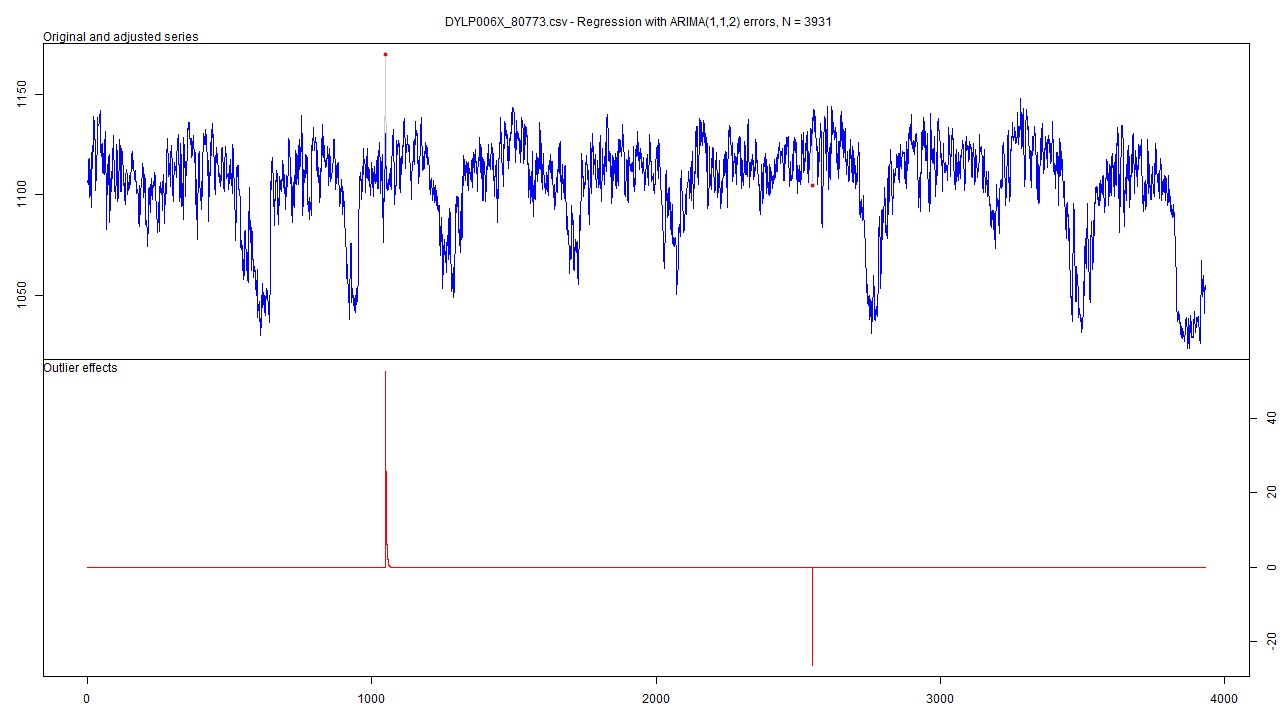 DYLP006X_80773.csv - Regression with ARIMA(1,1,2) errors, N = 3931
Original and adjusted series
1150
1100
1050
Outlier effects
40
20
0
-20
0 1000 2000 3000 4000